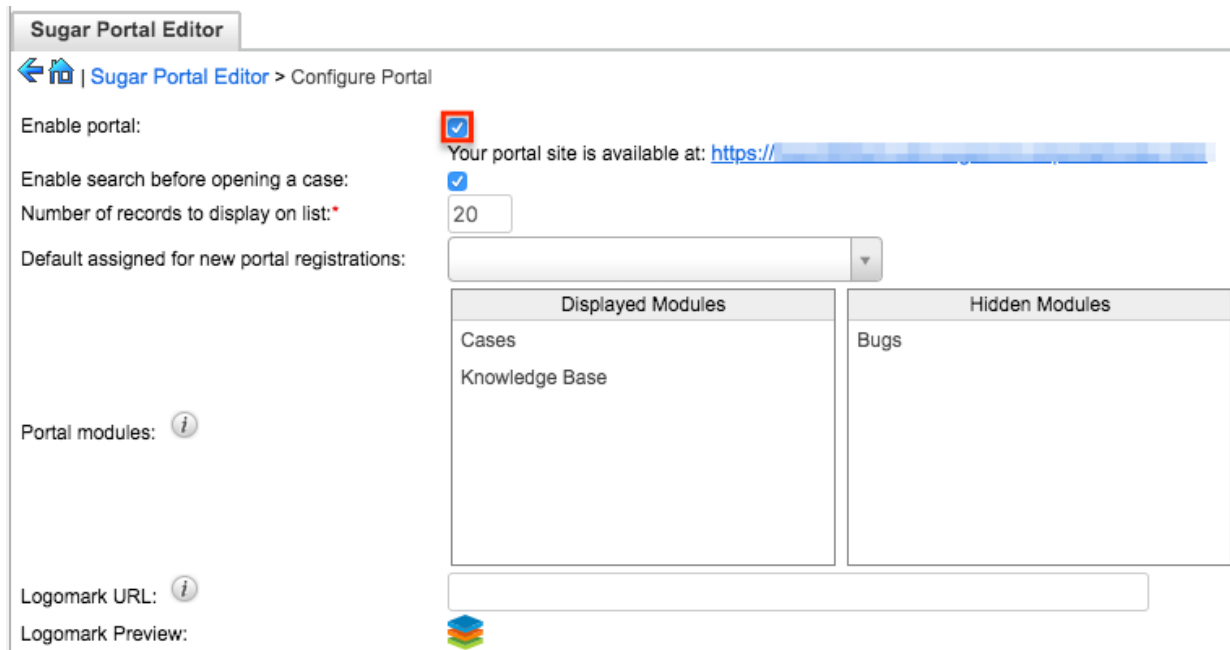 Sugar Portal Editor
| Sugar Portal Editor > Configure Portal
Enable portal:
Your portal site is available at: https://
Enable search before opening a case:
Number of records to display on list:* 20
Default assigned for new portal registrations:
Displayed Modules Hidden Modules
Cases Bugs
Knowledge Base
Portal modules: i
Logomark URL: i
Logomark Preview: